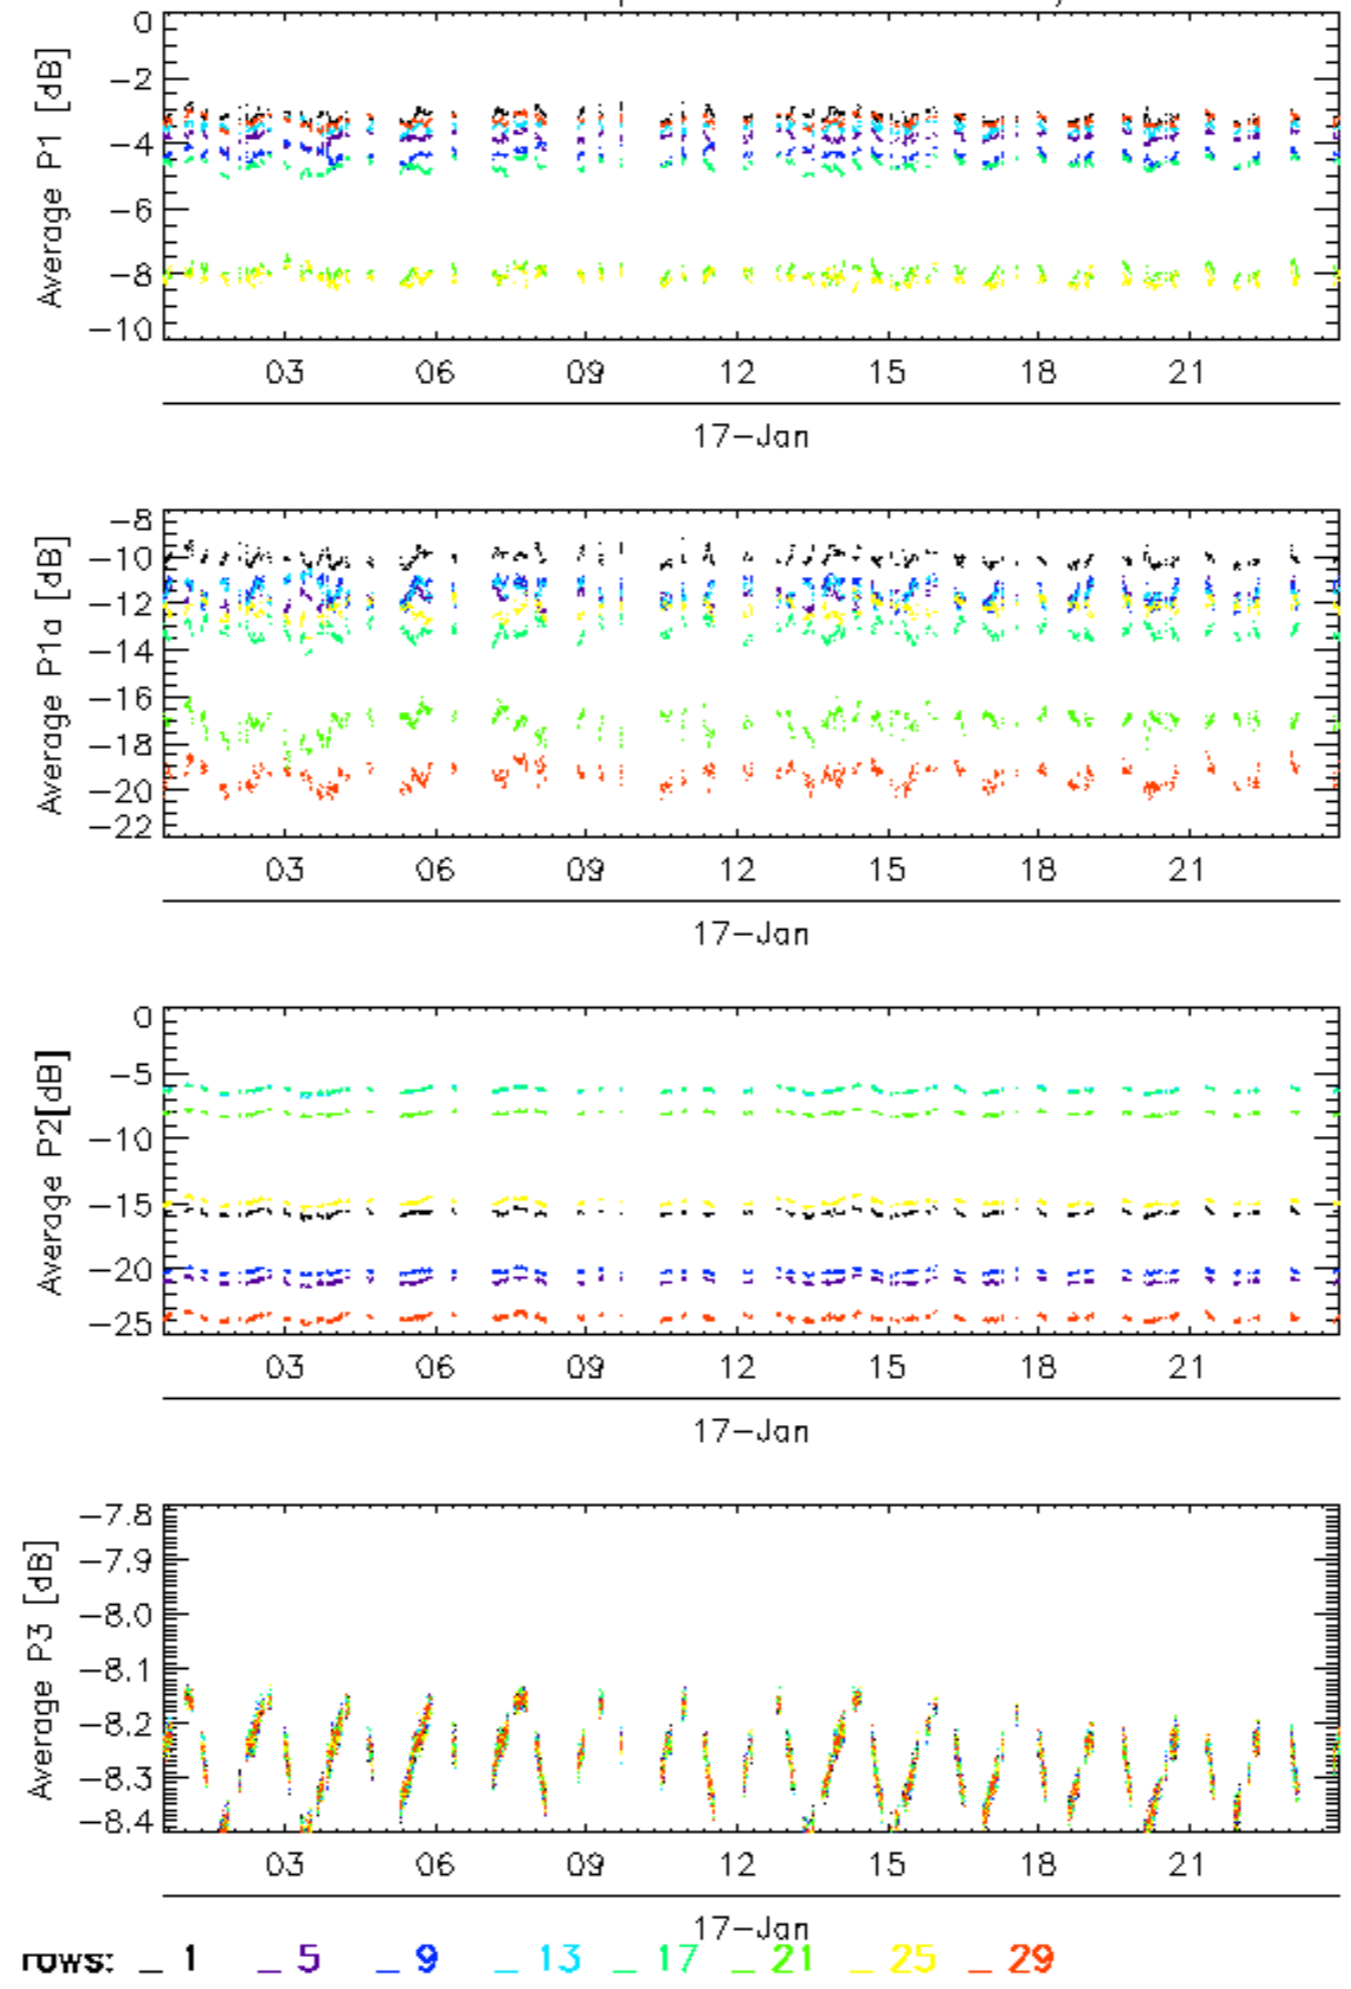 0
−2
−4
−6
−8
−10
Average P1 [dB]
03 06 09 12 15 18 21
17−Jan
−8
−10
−12
−14
−16
−18
−20
−22
Average P1a [dB]
03 06 09 12 15 18 21
17−Jan
0
−5
−10
−15
−20
−25
Average P2[dB]
03 06 09 12 15 18 21
17−Jan
−7.8
−7.9
−8.0
−8.1
−8.2
−8.3
−8.4
Average P3 [dB]
03 06 09 12 15 18 21
17−Jan
rows: _ 1 _ 5 _ 9 _ 13 _ 17 _ 21 _ 25 _ 29